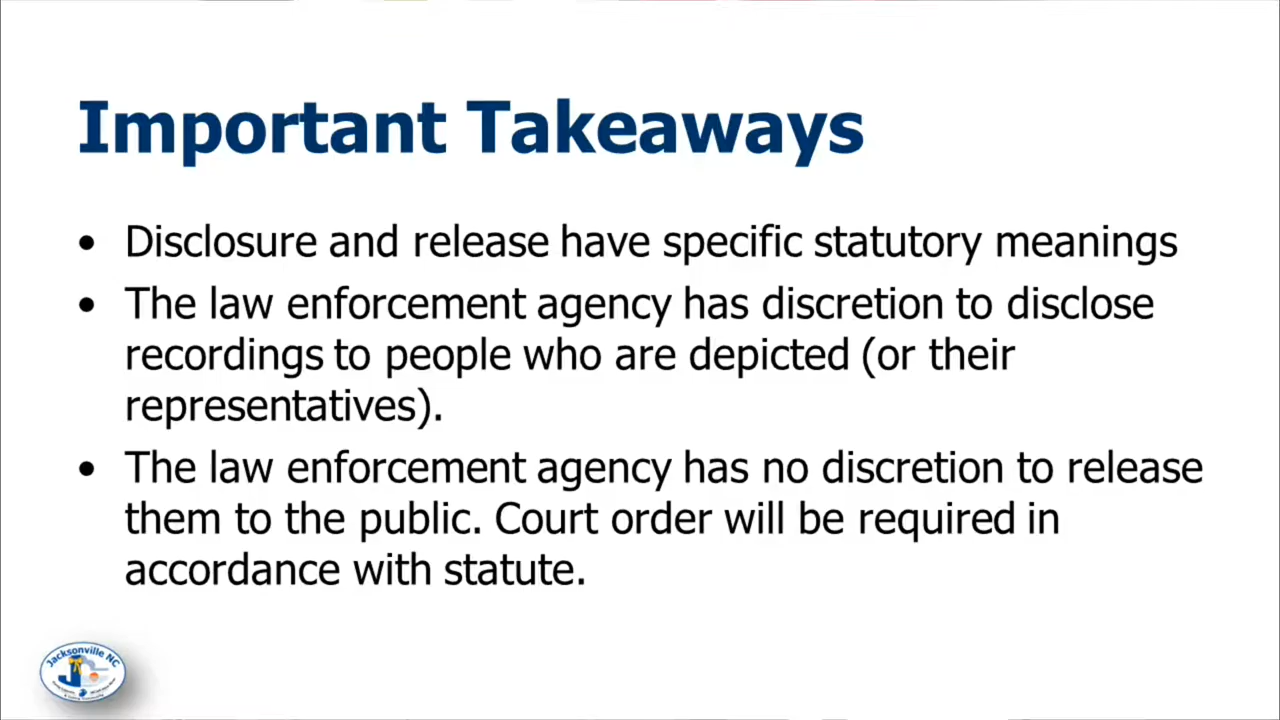 Important Takeaways
• Disclosure and release have specific statutory meanings
• The law enforcement agency has discretion to disclose
recordings to people who are depicted (or their
representatives).
• The law enforcement agency has no discretion to release
them to the public. Court order will be required in
accordance with statute.
Jacksonville NC